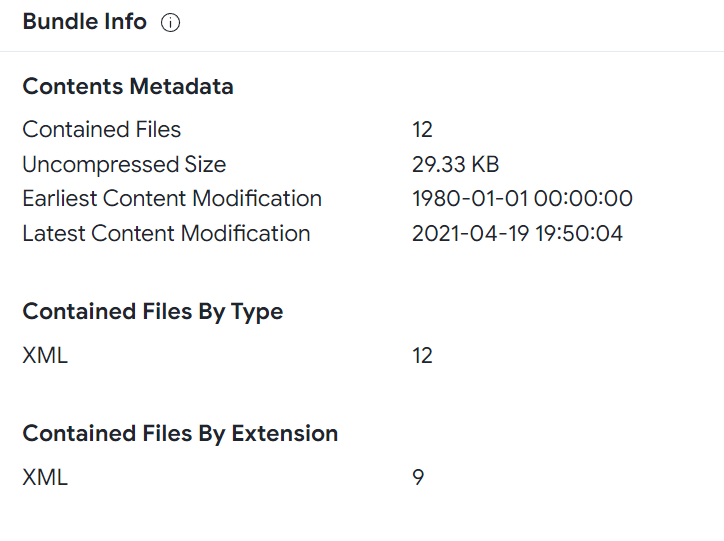 Bundle Info
Contents Metadata
Contained Files 12
Uncompressed Size 29.33 KB
Earliest Content Modification 1980-01-01 00:00:00
Latest Content Modification 2021-04-19 19:50:04
Contained Files By Type
XML 12
Contained Files By Extension
XML 9